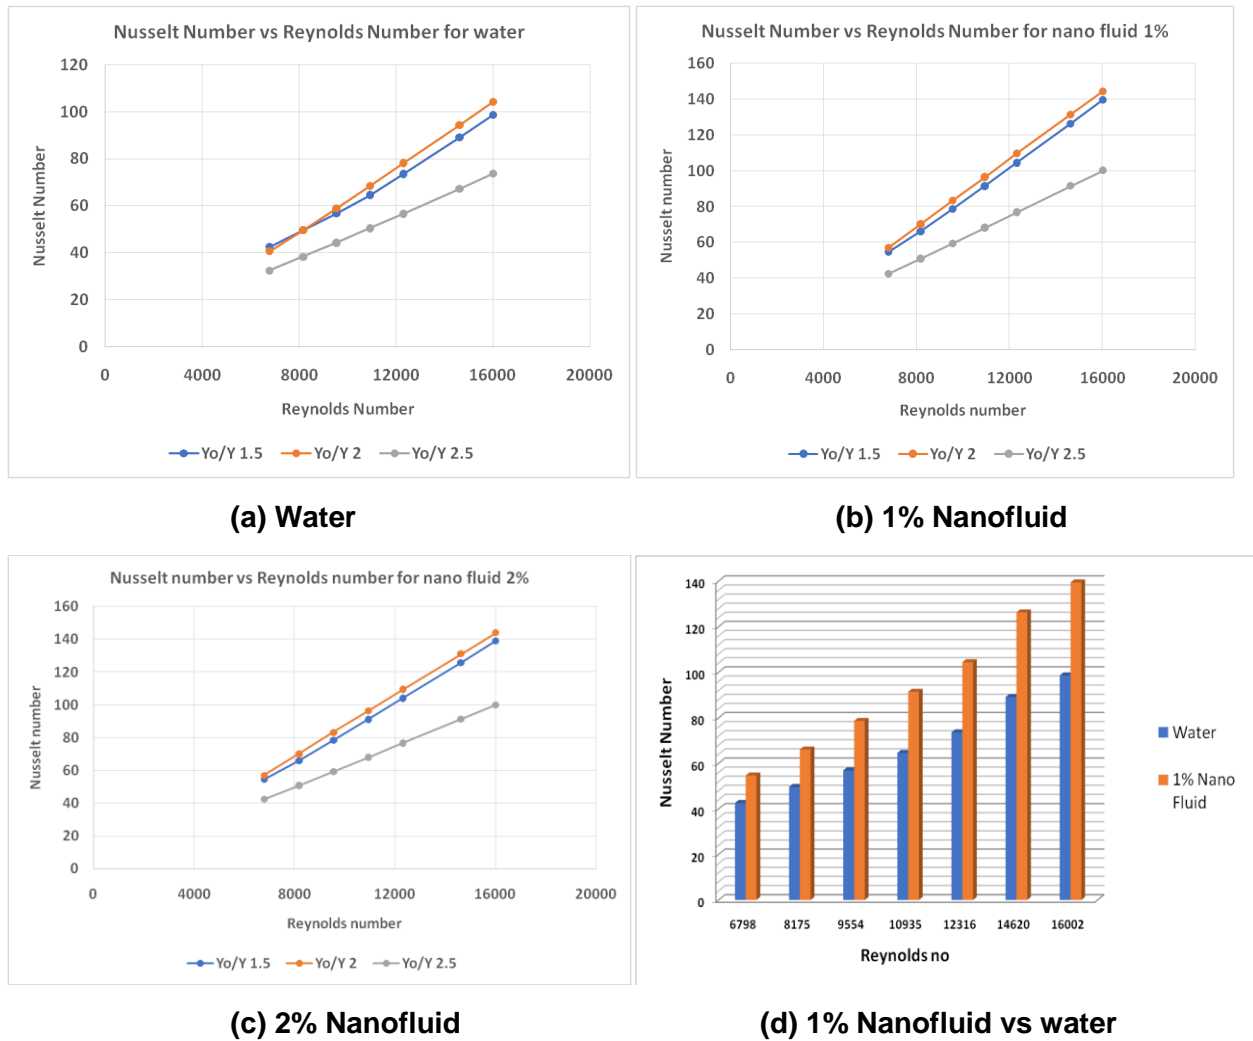 Nusselt Number vs Reynolds Number for water
120
100
80
60
40
20
0
0 4000 8000 12000 16000 20000
Nusselt Number
Reynolds Number
Yo/Y 1.5 Yo/Y 2 Yo/Y 2.5
(a) Water
Nusselt Number vs Reynolds Number for nano fluid 1%
160
140
120
100
80
60
40
20
0
0 4000 8000 12000 16000 20000
Nusselt number
Reynolds number
Yo/Y 1.5 Yo/Y 2 Yo/Y 2.5
(b) 1% Nanofluid
Nusselt number vs Reynolds number for nano fluid 2%
160
140
120
100
80
60
40
20
0
0 4000 8000 12000 16000 20000
Nusselt number
Reynolds number
Yo/Y 1.5 Yo/Y 2 Yo/Y 2.5
(c) 2% Nanofluid
140
120
100
80
60
40
20
0
6798 8175 9554 10935 12316 14620 16002
Nusselt Number
Reynolds no
Water
1% Nano
Fluid
(d) 1% Nanofluid vs water